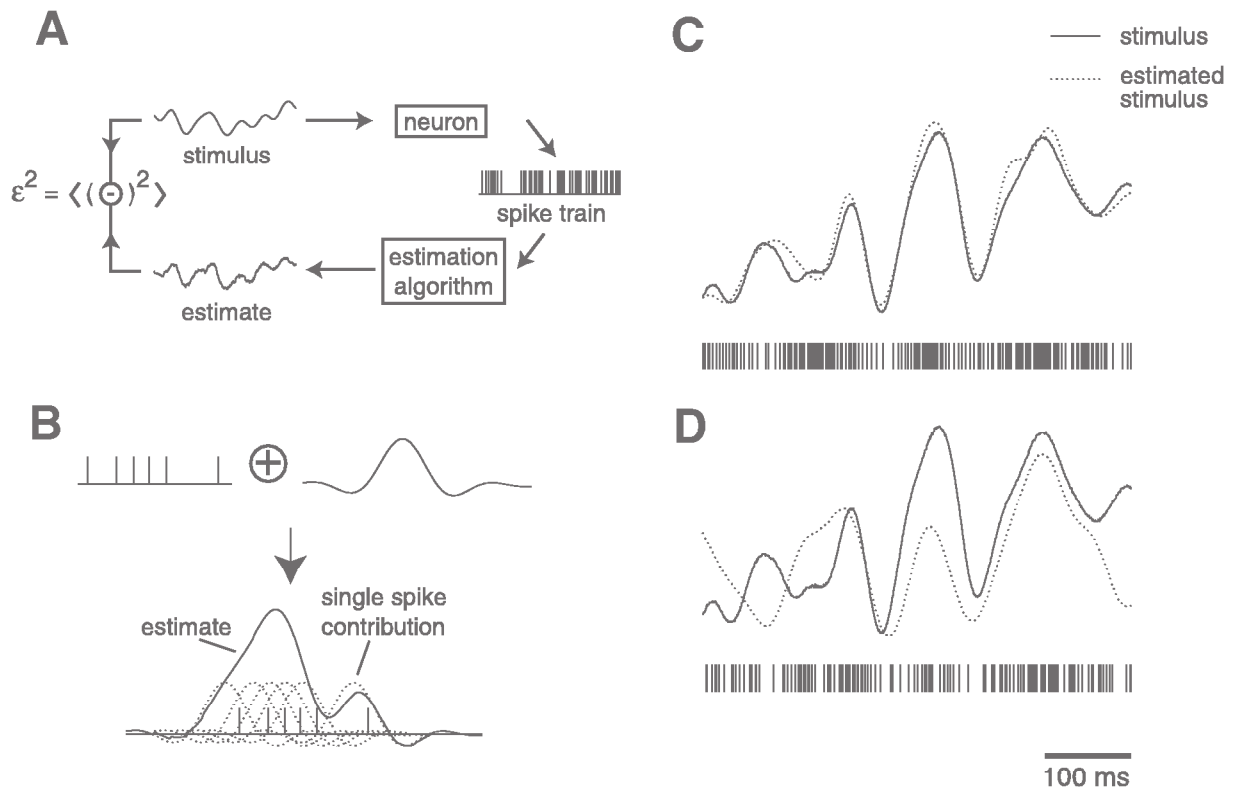 A
stimulus
neuron
ε² = ⟨( - )²⟩
spike train
estimation
algorithm
estimate
B
estimate
single spike
contribution
C
stimulus
estimated
stimulus
D
100 ms